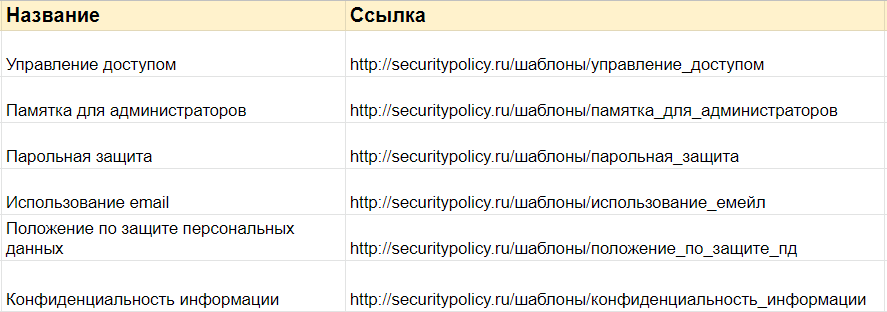 Название Ссылка
Управление доступом http://securitypolicy.ru/шаблоны/управление_доступом
Памятка для администраторов http://securitypolicy.ru/шаблоны/памятка_для_администраторов
Парольная защита http://securitypolicy.ru/шаблоны/парольная_защита
Использование email http://securitypolicy.ru/шаблоны/использование_емейл
Положение по защите персональных
данных http://securitypolicy.ru/шаблоны/положение_по_защите_пд
Конфиденциальность информации http://securitypolicy.ru/шаблоны/конфиденциальность_информации